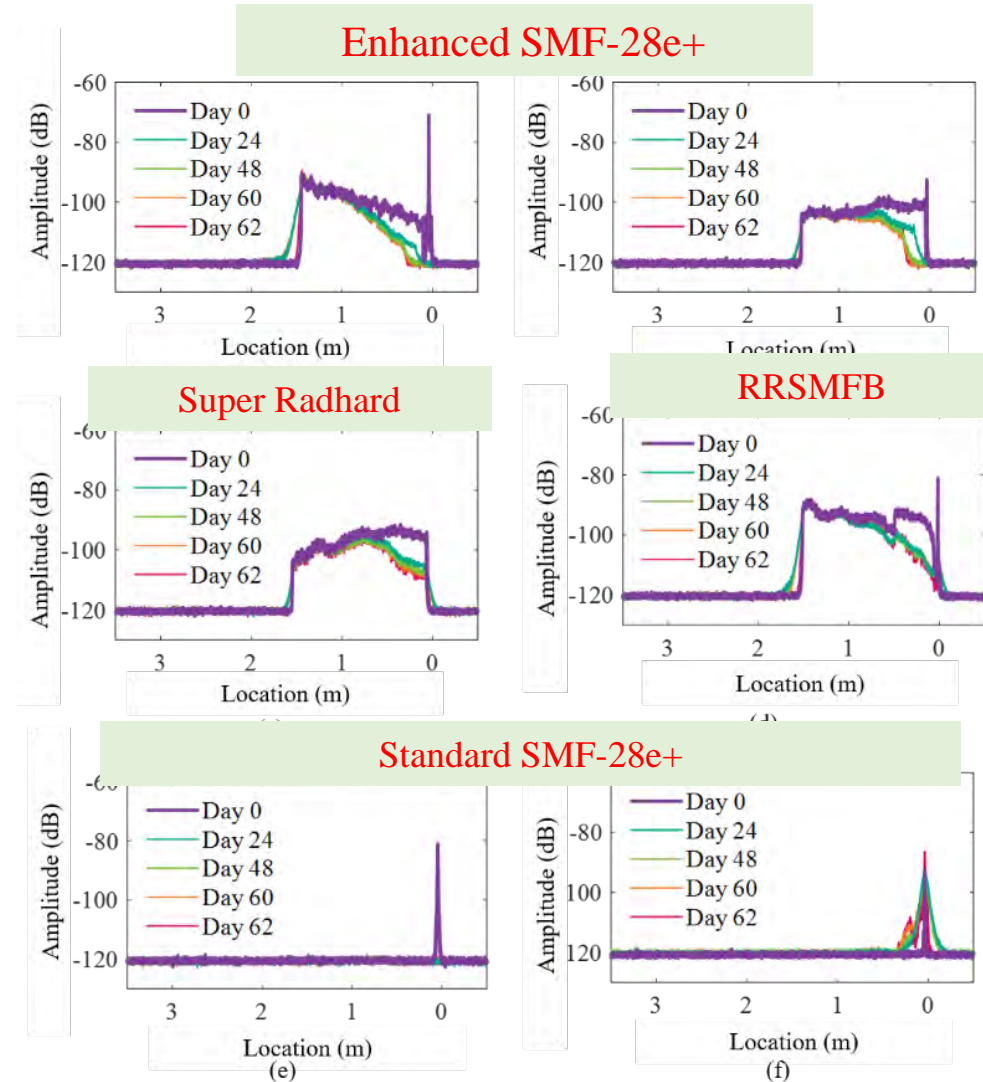 Enhanced SMF-28e+
Amplitude (dB)
-60
-80
-100
-120
Day 0
Day 24
Day 48
Day 60
Day 62
3 2 1 0
Location (m)
Amplitude (dB)
-60
-80
-100
-120
Day 0
Day 24
Day 48
Day 60
Day 62
3 2 1 0
Location (m)
Super Radhard
Amplitude (dB)
-60
-80
-100
-120
Day 0
Day 24
Day 48
Day 60
Day 62
3 2 1 0
Location (m)
RRSMFB
Amplitude (dB)
-60
-80
-100
-120
Day 0
Day 24
Day 48
Day 60
Day 62
3 2 1 0
Location (m)
(d)
Standard SMF-28e+
Amplitude (dB)
-60
-80
-100
-120
Day 0
Day 24
Day 48
Day 60
Day 62
3 2 1 0
Location (m)
(e)
Amplitude (dB)
-80
100
120
Day 0
Day 24
Day 48
Day 60
Day 62
3 2 1 0
Location (m)
(f)